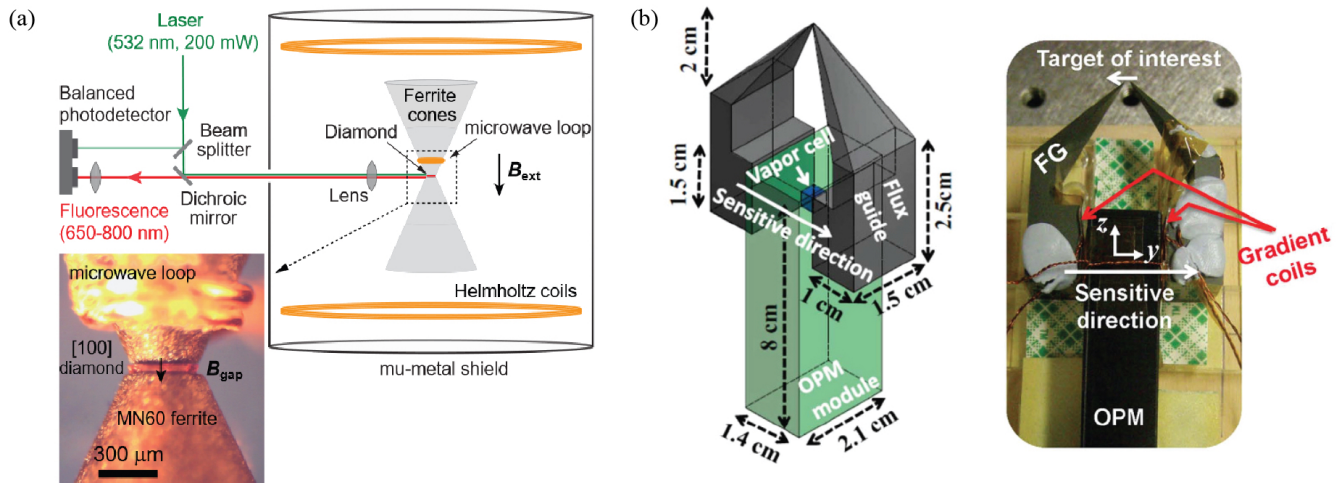 (a)
Laser
(532 nm, 200 mW)
Balanced
photodetector
Beam
splitter
Dichroic
mirror
Fluorescence
(650-800 nm)
Lens
Diamond
Ferrite
cones
microwave loop
B_ext
Helmholtz coils
mu-metal shield
microwave loop
[100]
diamond
B_gap
MN60 ferrite
300 µm
(b)
2 cm
1.5 cm
Vapor cell
Sensitive
direction
Flux
guide
2.5cm
1 cm
1.5 cm
8 cm
OPM
module
1.4 cm
2.1 cm
Target of interest
FG
z
y
Gradient
coils
Sensitive
direction
OPM